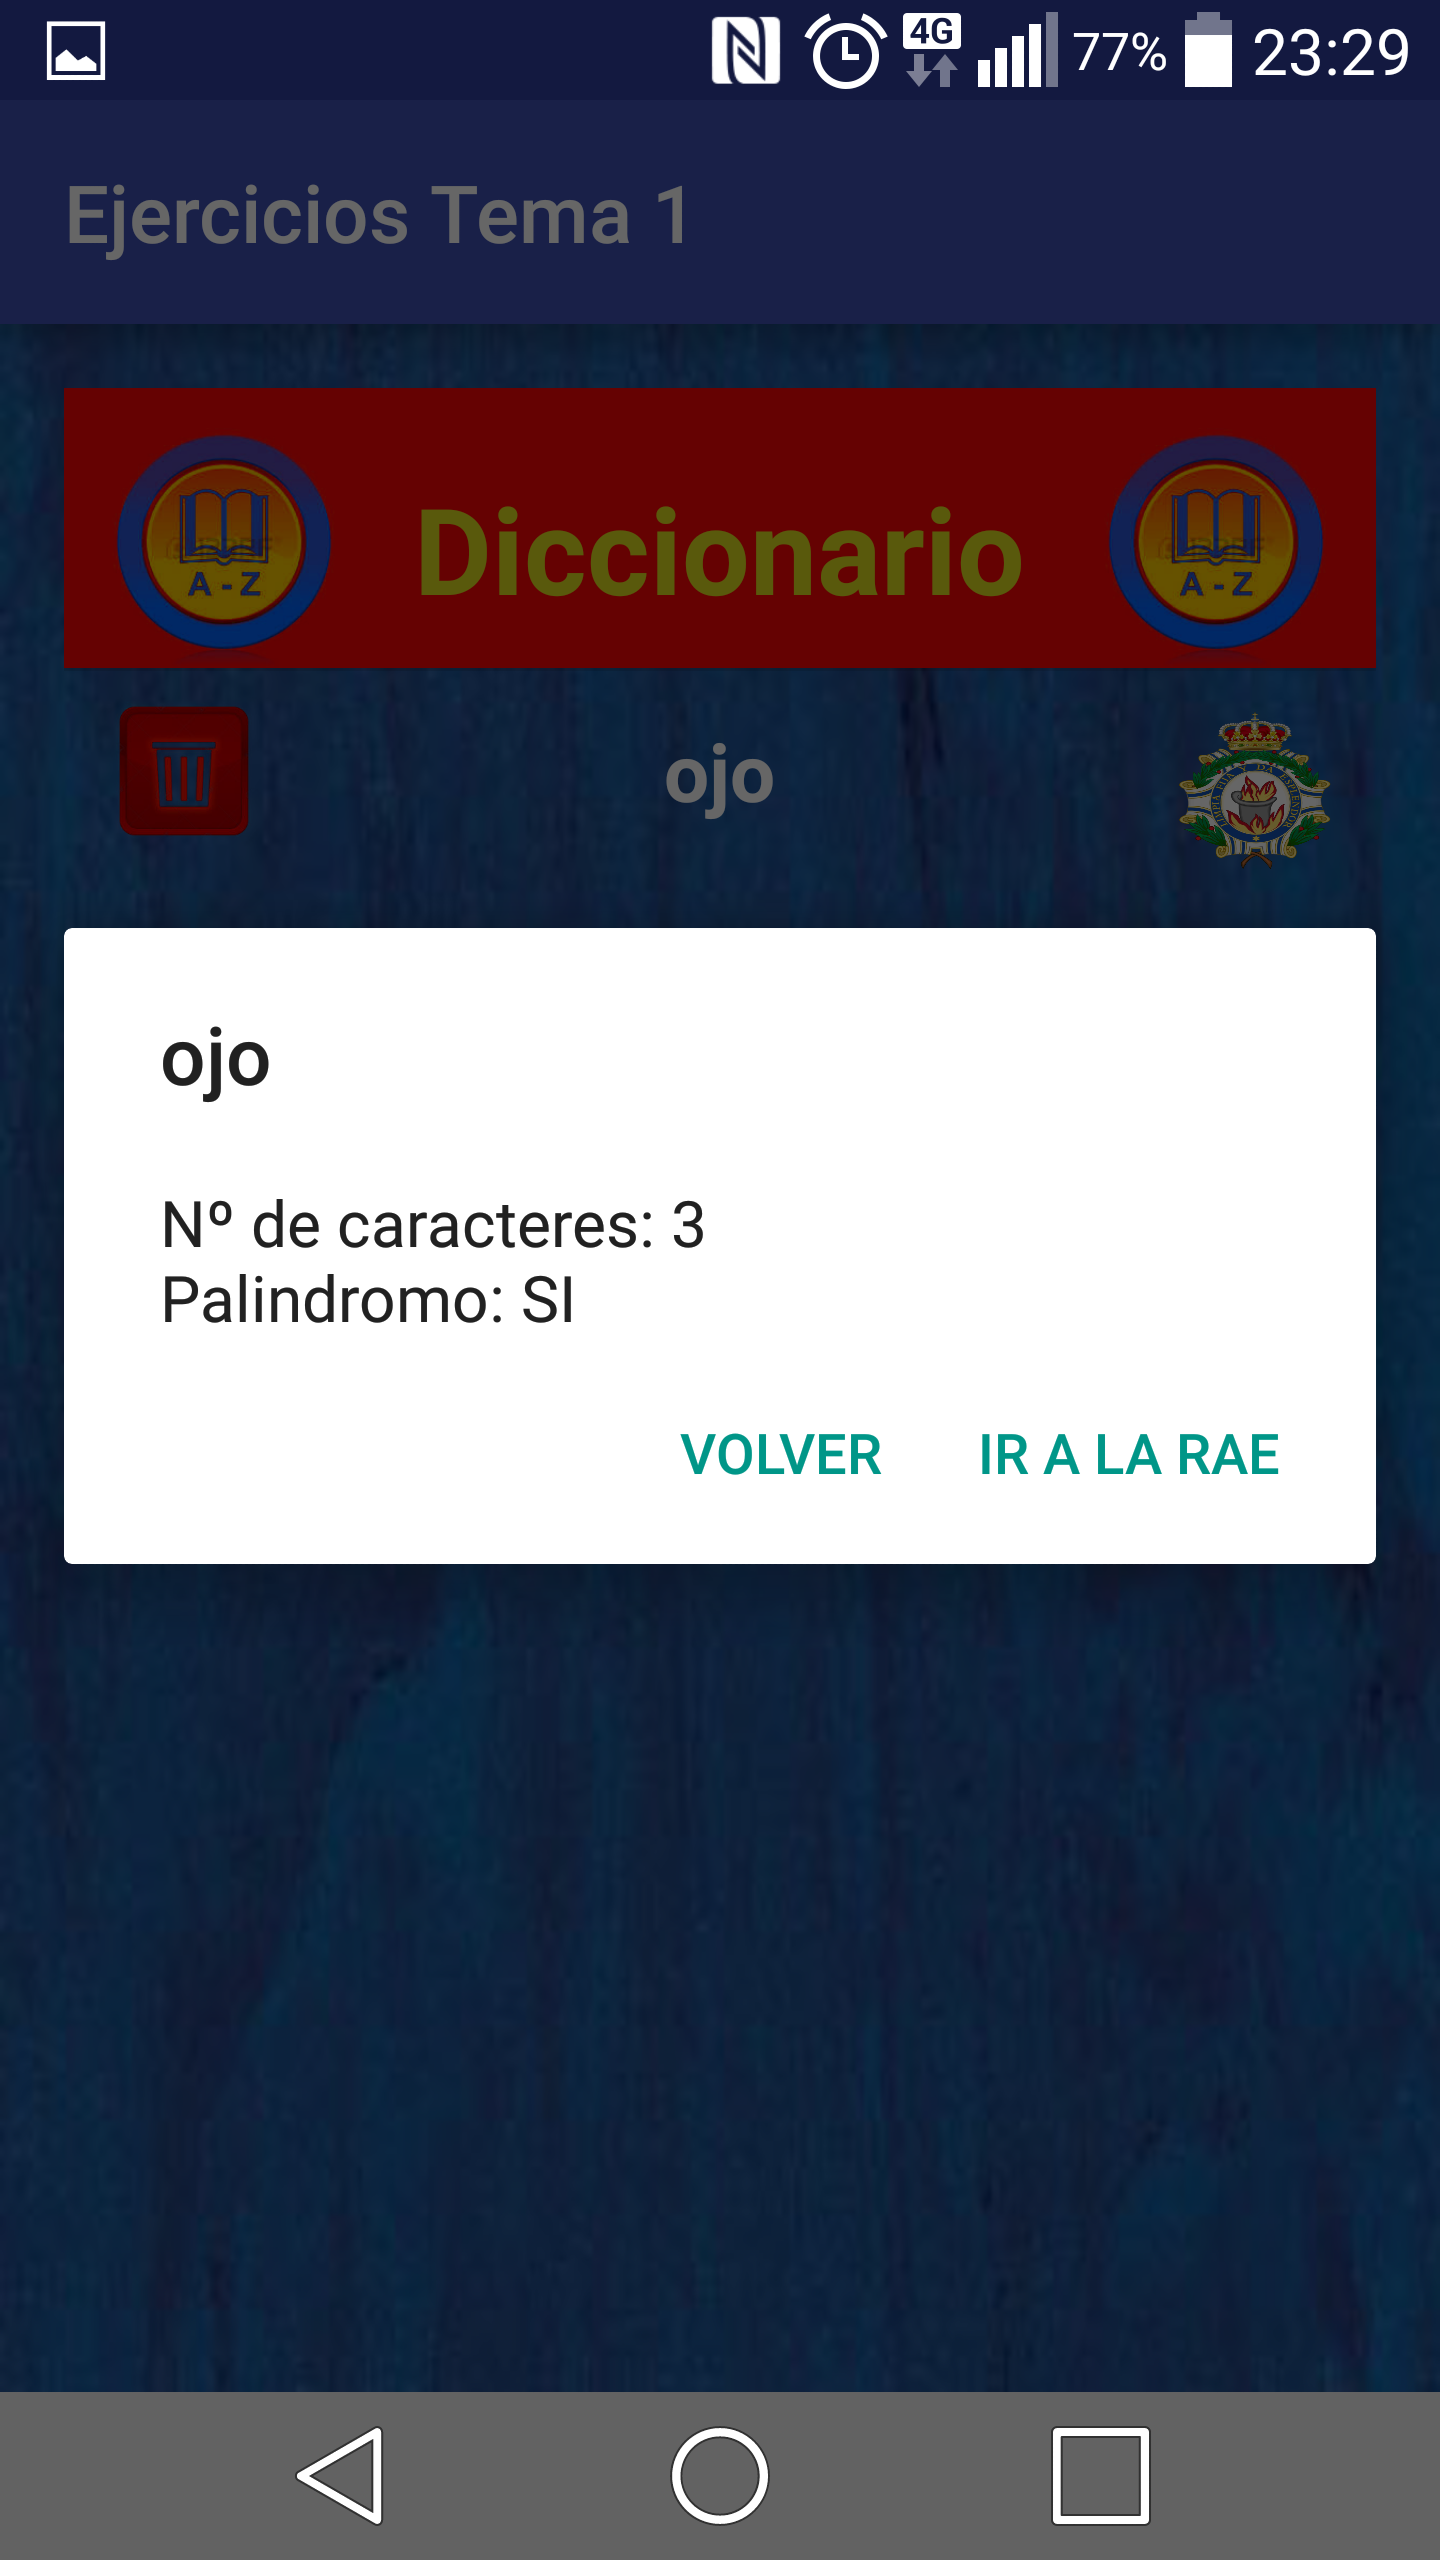 4G 77% 23:29
Ejercicios Tema 1
A - Z Diccionario A - Z
ojo
ojo
Nº de caracteres: 3
Palindromo: SI
VOLVER IR A LA RAE